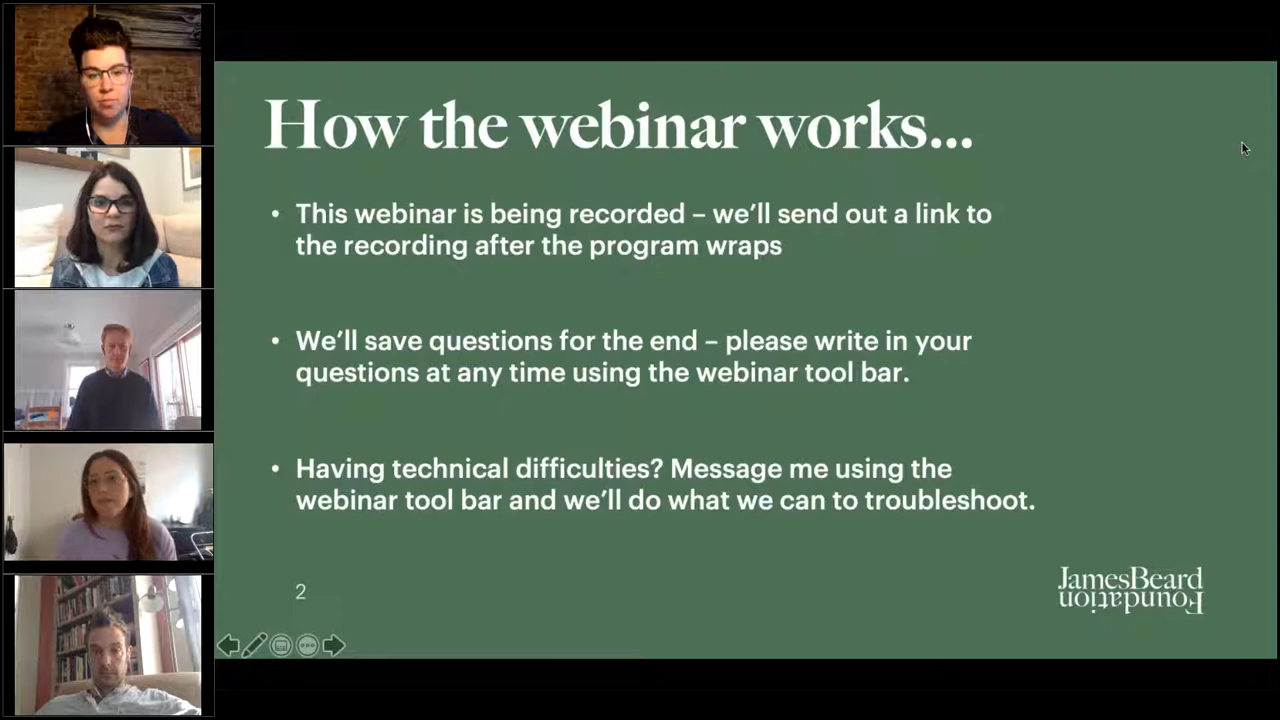 How the webinar works...
• This webinar is being recorded – we’ll send out a link to
the recording after the program wraps
• We’ll save questions for the end – please write in your
questions at any time using the webinar tool bar.
• Having technical difficulties? Message me using the
webinar tool bar and we’ll do what we can to troubleshoot.
2
JamesBeard
Foundation